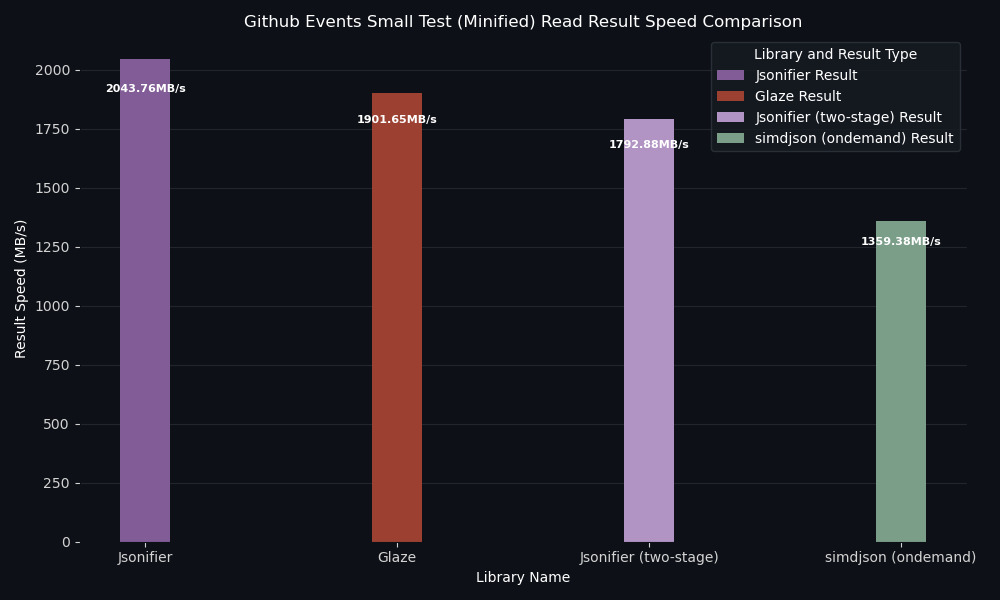 Github Events Small Test (Minified) Read Result Speed Comparison
Library and Result Type
Jsonifier Result
Glaze Result
Jsonifier (two-stage) Result
simdjson (ondemand) Result
2043.76MB/s
1901.65MB/s
1792.88MB/s
1359.38MB/s
Result Speed (MB/s)
2000
1750
1500
1250
1000
750
500
250
0
Jsonifier
Glaze
Jsonifier (two-stage)
simdjson (ondemand)
Library Name